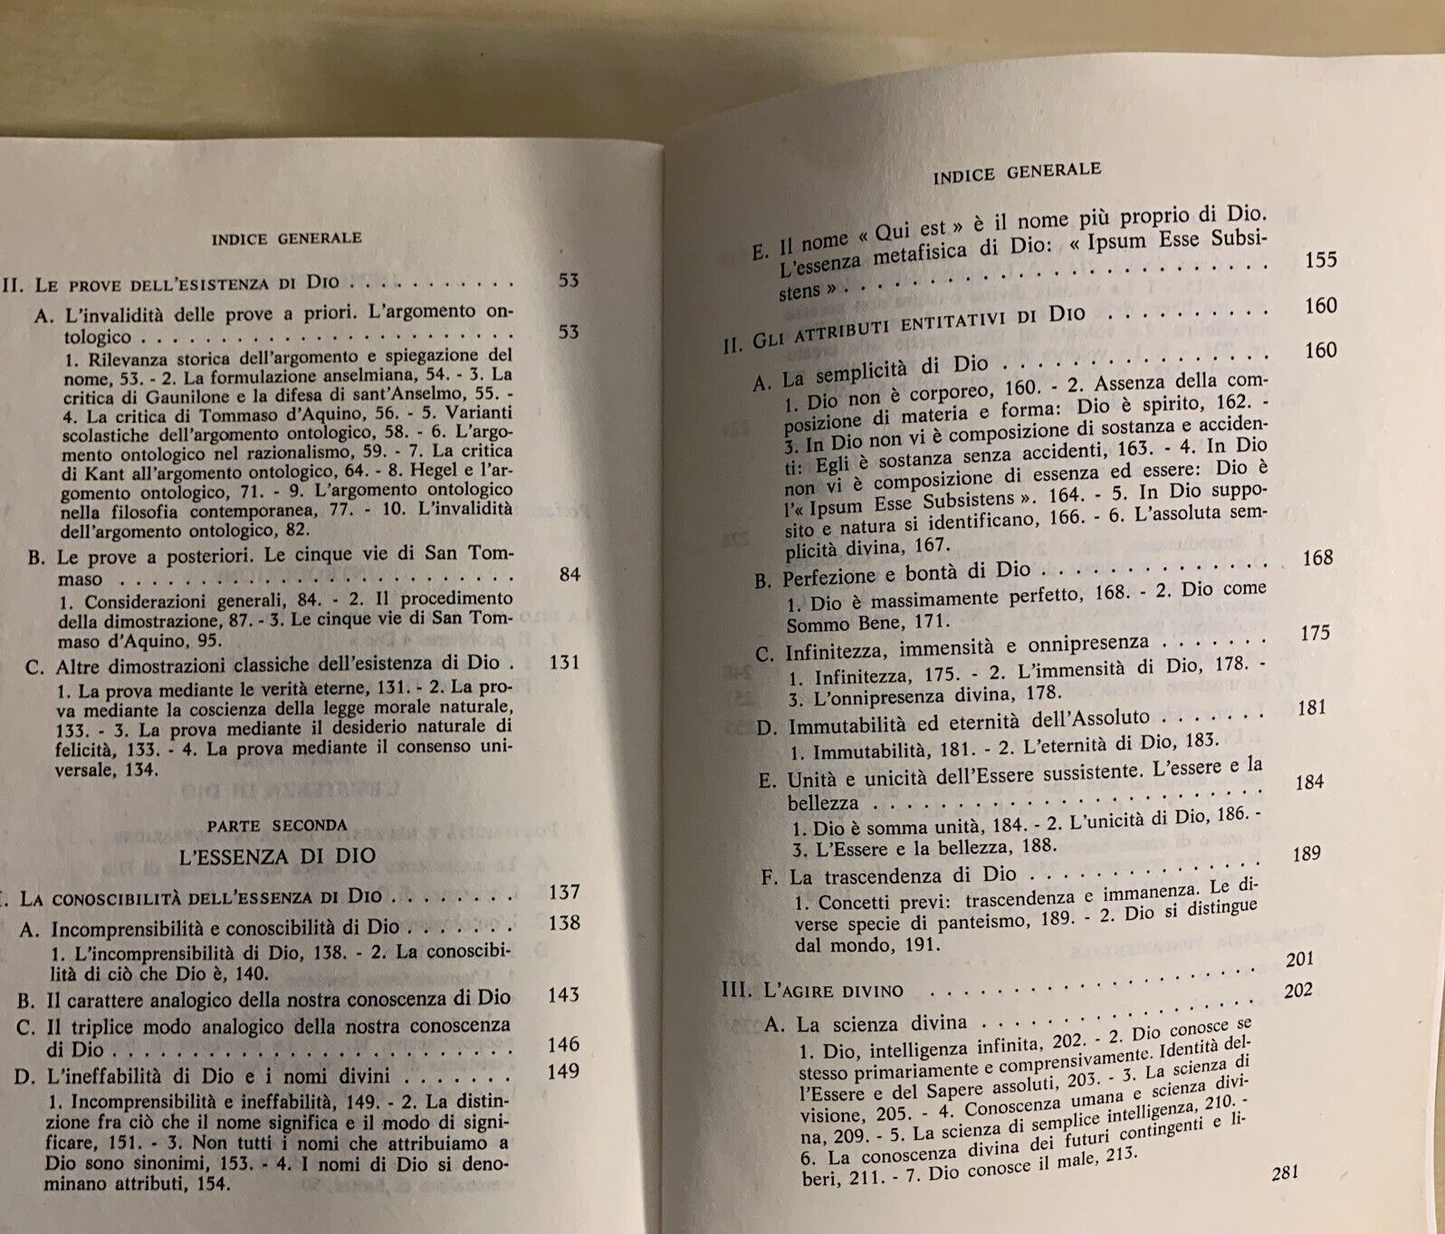 INDICE GENERALE
II. LE PROVE DELL'ESISTENZA DI DIO . . . . . . . . . . . 53
A. L'invalidità delle prove a priori. L'argomento on-
tologico . . . . . . . . . . . . . . . . . . . . . . . . 53
1. Rilevanza storica dell'argomento e spiegazione del
nome, 53. - 2. La formulazione anselmiana, 54. - 3. La
critica di Gaunilone e la difesa di sant'Anselmo, 55. -
4. La critica di Tommaso d'Aquino, 56. - 5. Varianti
scolastiche dell'argomento ontologico, 58. - 6. L'argo-
mento ontologico nel razionalismo, 59. - 7. La critica
di Kant all'argomento ontologico, 64. - 8. Hegel e l'ar-
gomento ontologico, 71. - 9. L'argomento ontologico
nella filosofia contemporanea, 77. - 10. L'invalidità
dell'argomento ontologico, 82.
B. Le prove a posteriori. Le cinque vie di San Tom-
maso . . . . . . . . . . . . . . . . . . . . . . . . . 84
1. Considerazioni generali, 84. - 2. Il procedimento
della dimostrazione, 87. - 3. Le cinque vie di San Tom-
maso d'Aquino, 95.
C. Altre dimostrazioni classiche dell'esistenza di Dio . 131
1. La prova mediante le verità eterne, 131. - 2. La pro-
va mediante la coscienza della legge morale naturale,
133. - 3. La prova mediante il desiderio naturale di
felicità, 133. - 4. La prova mediante il consenso uni-
versale, 134.
PARTE SECONDA
L'ESSENZA DI DIO
I. LA CONOSCIBILITÀ DELL'ESSENZA DI DIO . . . . . . . . 137
A. Incomprensibilità e conoscibilità di Dio . . . . . . . 138
1. L'incomprensibilità di Dio, 138. - 2. La conoscibi-
lità di ciò che Dio è, 140.
B. Il carattere analogico della nostra conoscenza di Dio 143
C. Il triplice modo analogico della nostra conoscenza
di Dio . . . . . . . . . . . . . . . . . . . . . . . . . 146
D. L'ineffabilità di Dio e i nomi divini . . . . . . . 149
1. Incomprensibilità e ineffabilità, 149. - 2. La distin-
zione fra ciò che il nome significa e il modo di signi-
ficare, 151. - 3. Non tutti i nomi che attribuiamo a
Dio sono sinonimi, 153. - 4. I nomi di Dio si deno-
minano attributi, 154.
INDICE GENERALE
E. Il nome « Qui est » è il nome più proprio di Dio.
L'essenza metafisica di Dio: « Ipsum Esse Subsi-
stens » . . . . . . . . . . . . . . . . . . . . . . . 155
II. GLI ATTRIBUTI ENTITATIVI DI DIO . . . . . . . . . . 160
A. La semplicità di Dio . . . . . . . . . . . . . . . . 160
1. Dio non è corporeo, 160. - 2. Assenza della com-
posizione di materia e forma: Dio è spirito, 162. -
3. In Dio non vi è composizione di sostanza e acciden-
ti: Egli è sostanza senza accidenti, 163. - 4. In Dio
non vi è composizione di essenza ed essere: Dio è
l'« Ipsum Esse Subsistens ». 164. - 5. In Dio suppo-
sito e natura si identificano, 166. - 6. L'assoluta sem-
plicità divina, 167.
B. Perfezione e bontà di Dio . . . . . . . . . . . . . . 168
1. Dio è massimamente perfetto, 168. - 2. Dio come
Sommo Bene, 171.
C. Infinitezza, immensità e onnipresenza . . . . . . . 175
1. Infinitezza, 175. - 2. L'immensità di Dio, 178. -
3. L'onnipresenza divina, 178.
D. Immutabilità ed eternità dell'Assoluto . . . . . . . 181
1. Immutabilità, 181. - 2. L'eternità di Dio, 183.
E. Unità e unicità dell'Essere sussistente. L'essere e la
bellezza . . . . . . . . . . . . . . . . . . . . . . . 184
1. Dio è somma unità, 184. - 2. L'unicità di Dio, 186. -
3. L'Essere e la bellezza, 188.
F. La trascendenza di Dio . . . . . . . . . . . . . . 189
1. Concetti previ: trascendenza e immanenza. Le di-
verse specie di panteismo, 189. - 2. Dio si distingue
dal mondo, 191.
III. L'AGIRE DIVINO . . . . . . . . . . . . . . . . . . . . 201
A. La scienza divina . . . . . . . . . . . . . . . . . . 202
1. Dio, intelligenza infinita, 202. - 2. Dio conosce se
stesso primariamente e comprensivamente. Identità del-
l'Essere e del Sapere assoluti, 203. - 3. La scienza di
visione, 205. - 4. Conoscenza umana e scienza divi-
na, 209. - 5. La scienza di semplice intelligenza, 210. -
6. La conoscenza divina dei futuri contingenti e li-
beri, 211. - 7. Dio conosce il male, 213.
281